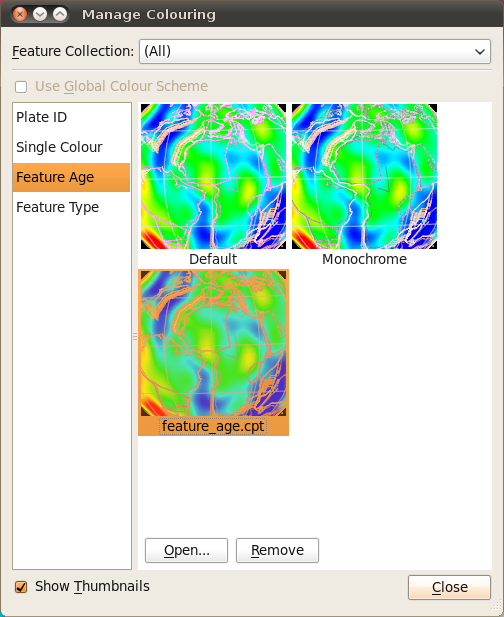 Manage Colouring
Feature Collection: (All)
Use Global Colour Scheme
Plate ID
Single Colour
Feature Age
Feature Type
Default Monochrome
feature_age.cpt
Open... Remove
Show Thumbnails Close